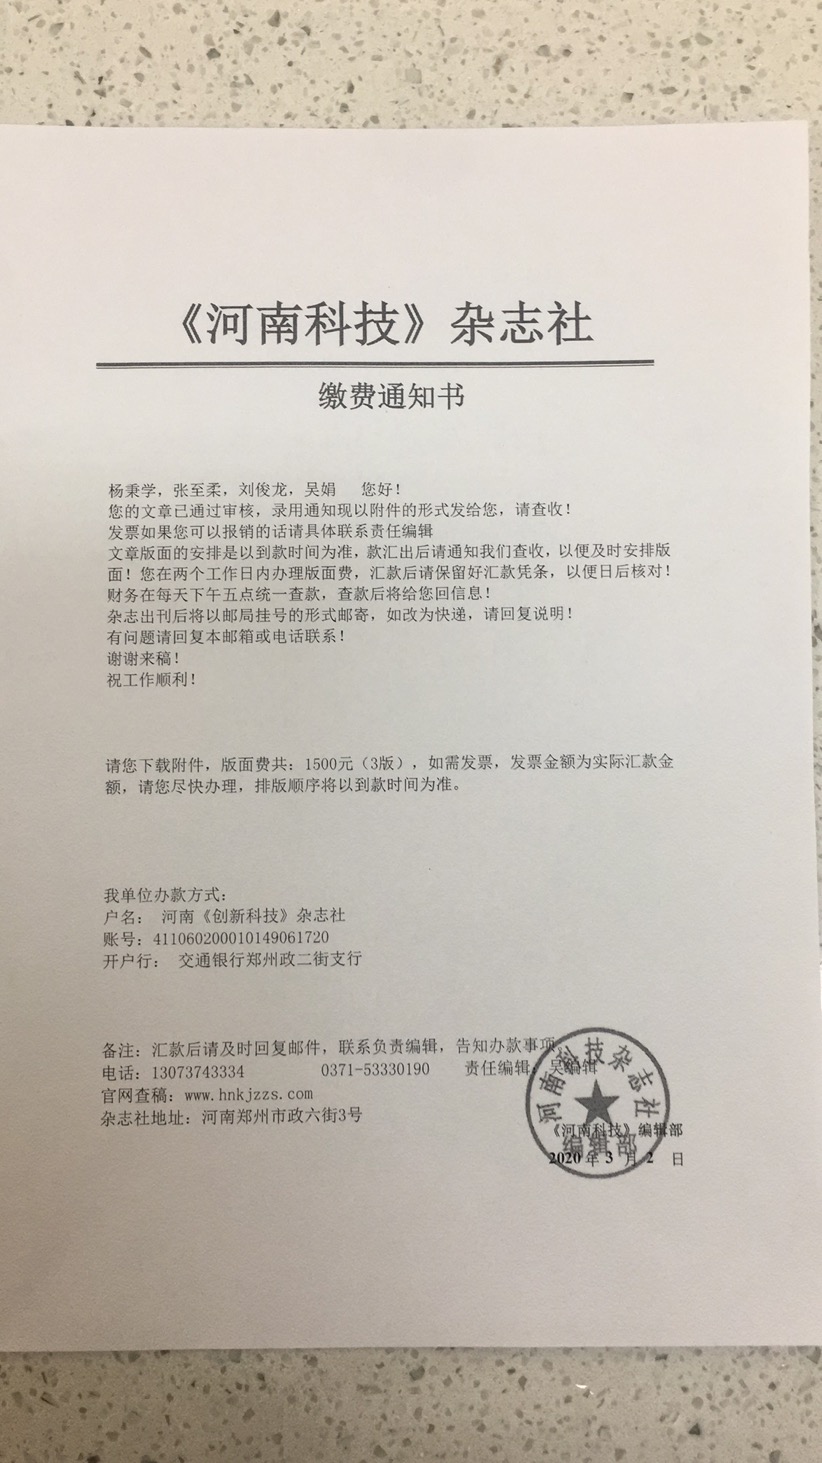 《河南科技》杂志社
缴费通知书
杨秉学，张至柔，刘俊龙，吴娟 您好！
您的文章已通过审核，录用通知现以附件的形式发给您，请查收！
发票如果您可以报销的话请具体联系责任编辑
文章版面的安排是以到款时间为准，款汇出后请通知我们查收，以便及时安排版
面！您在两个工作日内办理版面费，汇款后请保留好汇款凭条，以便日后核对！
财务在每天下午五点统一查款，查款后将给您回信息！
杂志出刊后将以邮局挂号的形式邮寄，如改为快递，请回复说明！
有问题请回复本邮箱或电话联系！
谢谢来稿！
祝工作顺利！
请您下载附件，版面费共：1500元（3版），如需发票，发票金额为实际汇款金
额，请您尽快办理，排版顺序将以到款时间为准。
我单位办款方式：
户名： 河南《创新科技》杂志社
账号：411060200010149061720
开户行： 交通银行郑州政二街支行
备注：汇款后请及时回复邮件，联系负责编辑，告知办款事项。
电话：13073743334 0371-53330190 责任编辑：吴编辑
官网查稿：www.hnkjzzs.com
杂志社地址：河南郑州市政六街3号
河南科技杂志社
编辑部
《河南科技》编辑部
2020 年 3 月 2 日